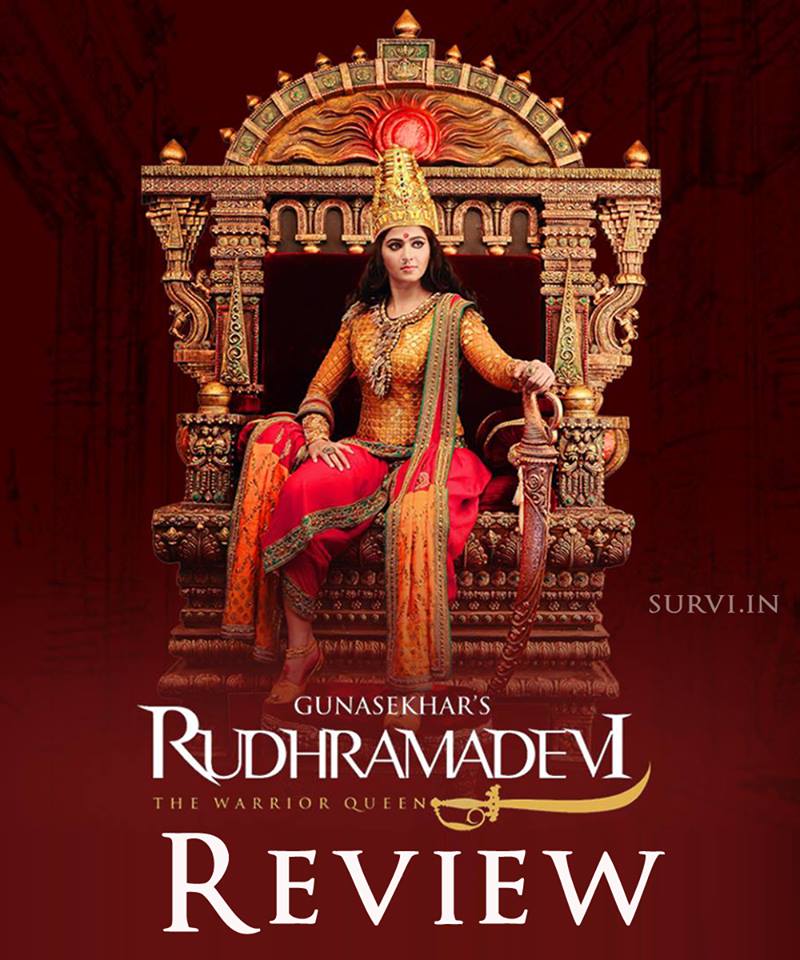 SURVI.IN
GUNASEKHAR'S
RUDHRAMADEVI
THE WARRIOR QUEEN
REVIEW